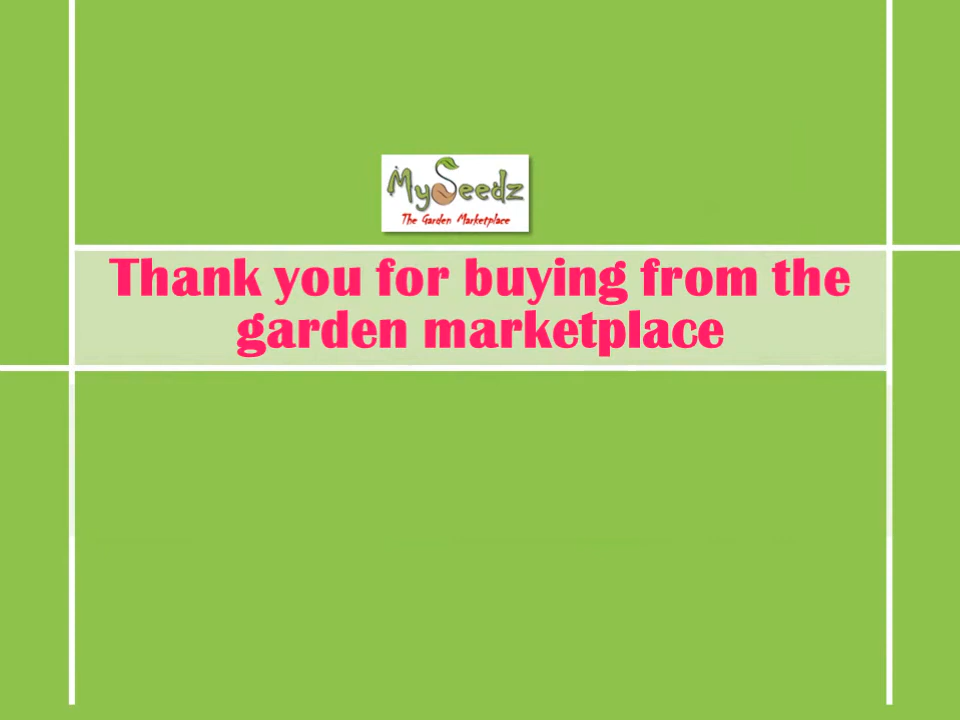 MySeedz
The Garden Marketplace
Thank you for buying from the
garden marketplace